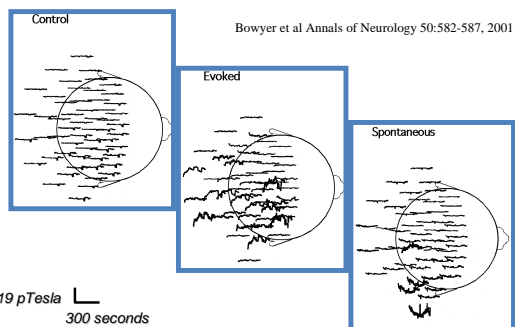 Control
Bowyer et al Annals of Neurology 50:582-587, 2001
Evoked
Spontaneous
19 pTesla
300 seconds